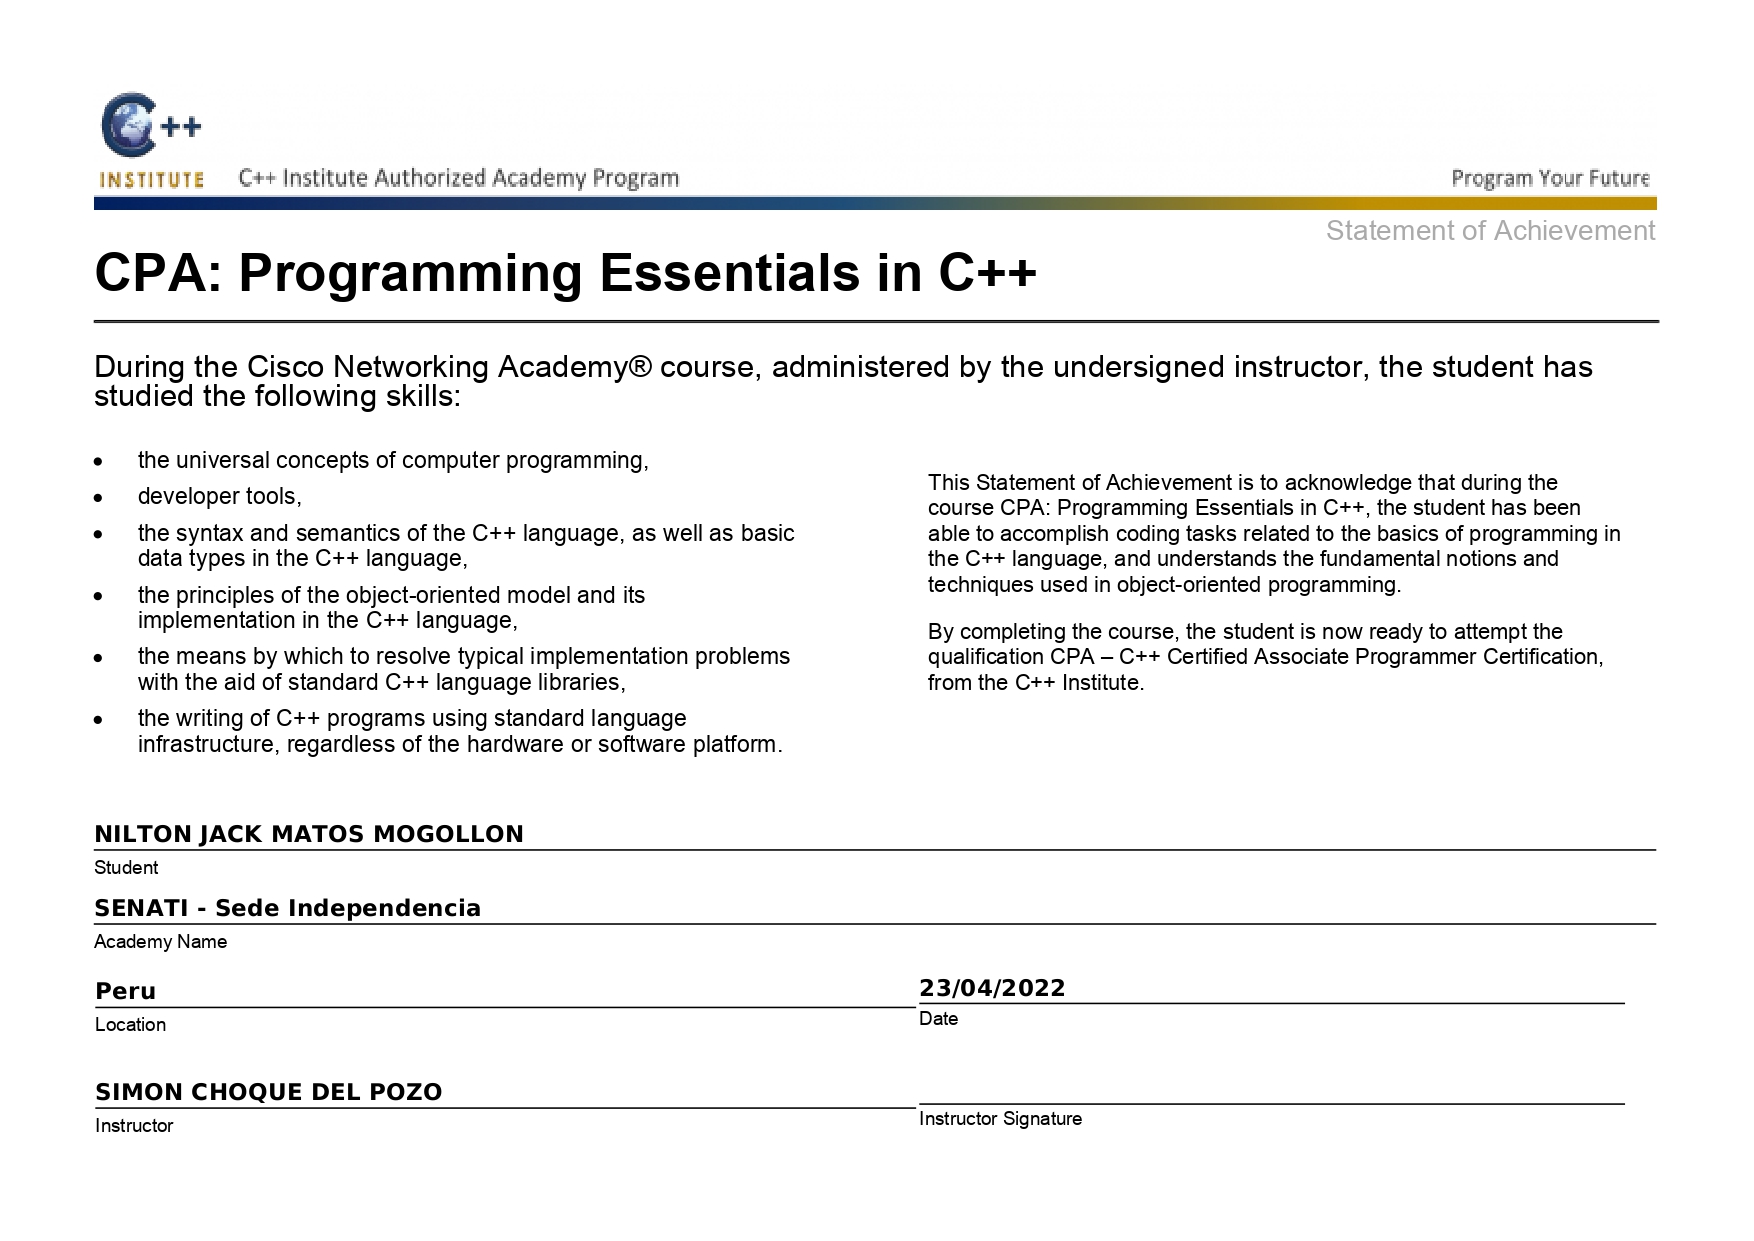 C++
INSTITUTE
C++ Institute Authorized Academy Program
Program Your Future
Statement of Achievement
CPA: Programming Essentials in C++
During the Cisco Networking Academy® course, administered by the undersigned instructor, the student has
studied the following skills:
• the universal concepts of computer programming,
• developer tools,
• the syntax and semantics of the C++ language, as well as basic
data types in the C++ language,
• the principles of the object-oriented model and its
implementation in the C++ language,
• the means by which to resolve typical implementation problems
with the aid of standard C++ language libraries,
• the writing of C++ programs using standard language
infrastructure, regardless of the hardware or software platform.
This Statement of Achievement is to acknowledge that during the
course CPA: Programming Essentials in C++, the student has been
able to accomplish coding tasks related to the basics of programming in
the C++ language, and understands the fundamental notions and
techniques used in object-oriented programming.
By completing the course, the student is now ready to attempt the
qualification CPA – C++ Certified Associate Programmer Certification,
from the C++ Institute.
NILTON JACK MATOS MOGOLLON
Student
SENATI - Sede Independencia
Academy Name
Peru
Location
23/04/2022
Date
SIMON CHOQUE DEL POZO
Instructor
Instructor Signature